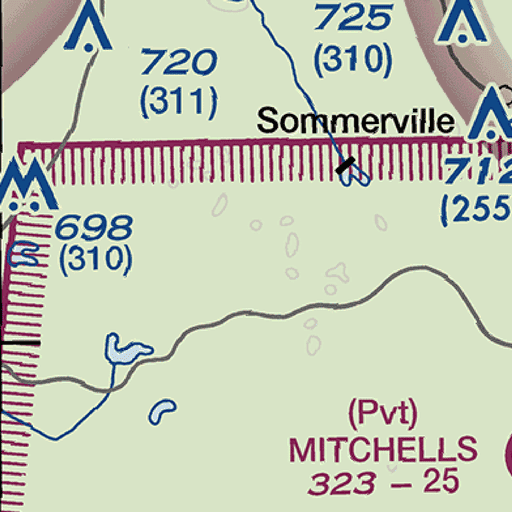 725
(310)
720
(311)
Sommerville
712
(255
698
(310)
(Pvt)
MITCHELLS
323 – 25